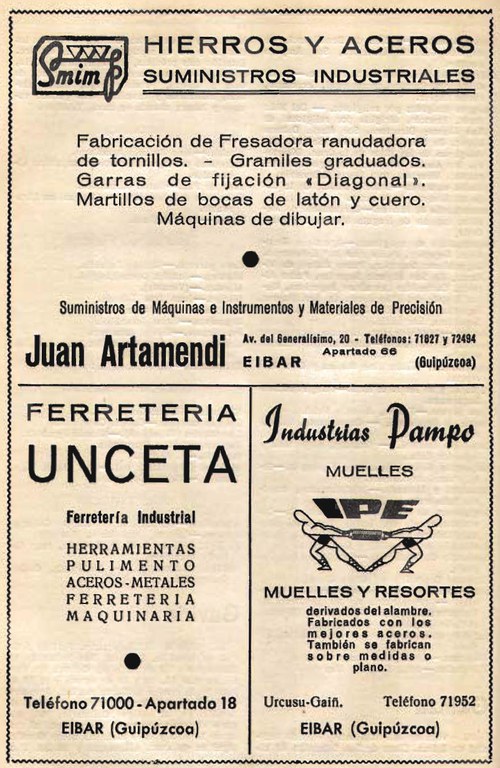 Smimp
HIERROS Y ACEROS
SUMINISTROS INDUSTRIALES
Fabricación de Fresadora ranudadora
de tornillos. - Gramiles graduados.
Garras de fijación «Diagonal».
Martillos de bocas de latón y cuero.
Máquinas de dibujar.
Suministros de Máquinas e Instrumentos y Materiales de Precisión
Juan Artamendi
Av. del Generalísimo, 20 - Teléfonos: 71827 y 72494
Apartado 66
EIBAR (Guipúzcoa)
FERRETERIA
UNCETA
Ferretería Industrial
HERRAMIENTAS
PULIMENTO
ACEROS-METALES
FERRETERIA
MAQUINARIA
Teléfono 71000 - Apartado 18
EIBAR (Guipúzcoa)
Industrias Pampo
MUELLES
IPE
MUELLES Y RESORTES
derivados del alambre.
Fabricados con los
mejores aceros.
También se fabrican
sobre medidas o
plano.
Urcusu-Gaiñ. Teléfono 71952
EIBAR (Guipúzcoa)